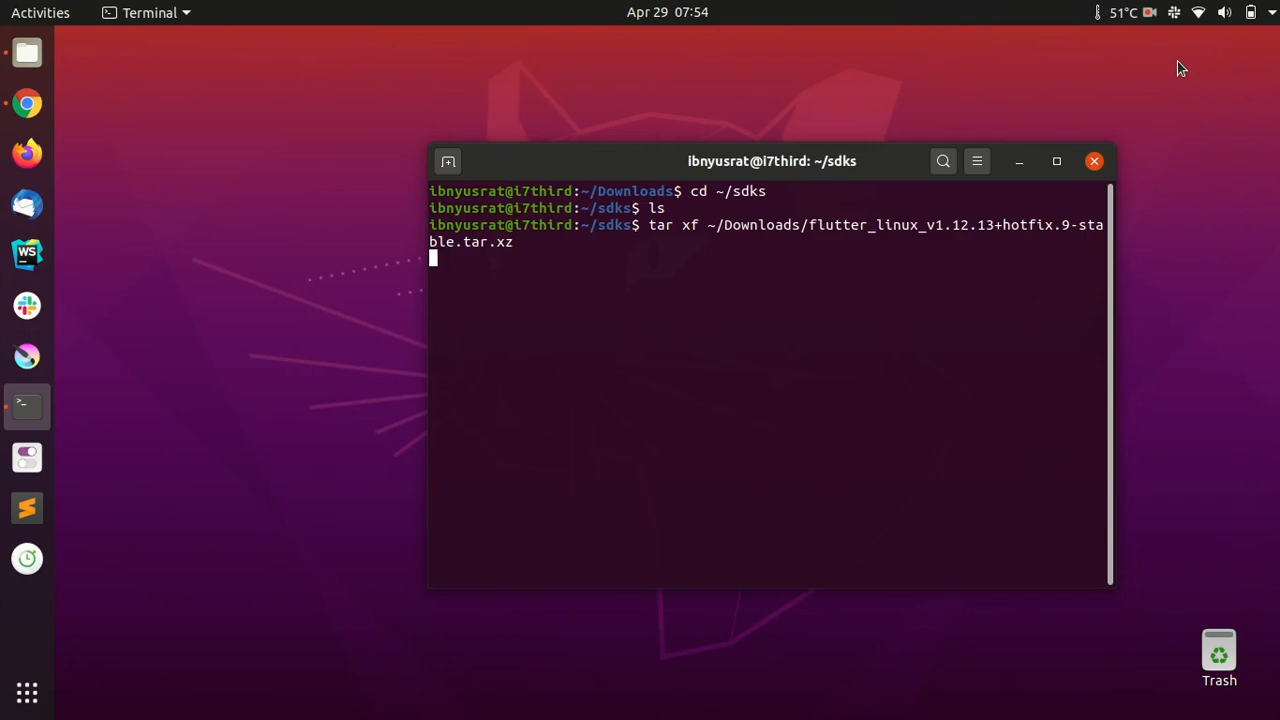 Activities
Terminal
Apr 29 07:54
51°C
ibnyusrat@i7third: ~/sdks
ibnyusrat@i7third:~/Downloads$ cd ~/sdks
ibnyusrat@i7third:~/sdks$ ls
ibnyusrat@i7third:~/sdks$ tar xf ~/Downloads/flutter_linux_v1.12.13+hotfix.9-sta
ble.tar.xz
WS
>_
Trash